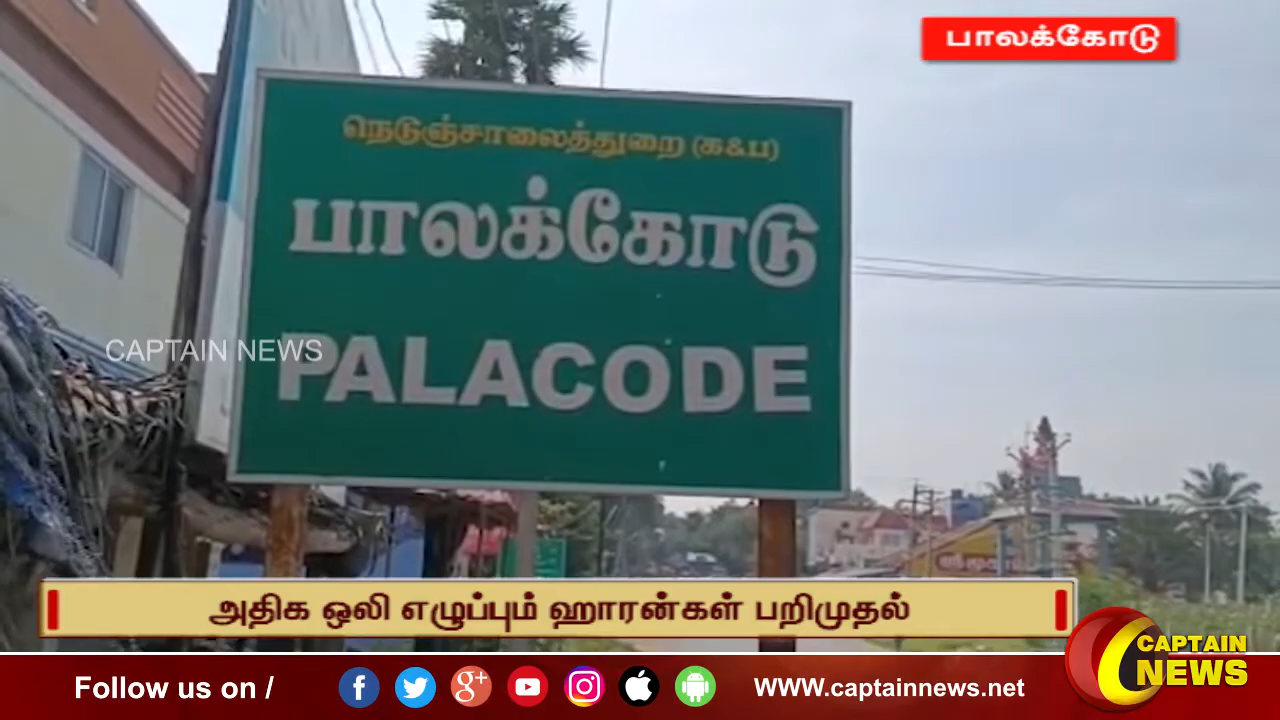 பாலக்கோடு
நெடுஞ்சாலைத்துறை (க&ப)
பாலக்கோடு
CAPTAIN NEWS
PALACODE
அதிக ஒலி எழுப்பும் ஹாரன்கள் பறிமுதல்
CAPTAIN
NEWS
Follow us on / WWW.captainnews.net